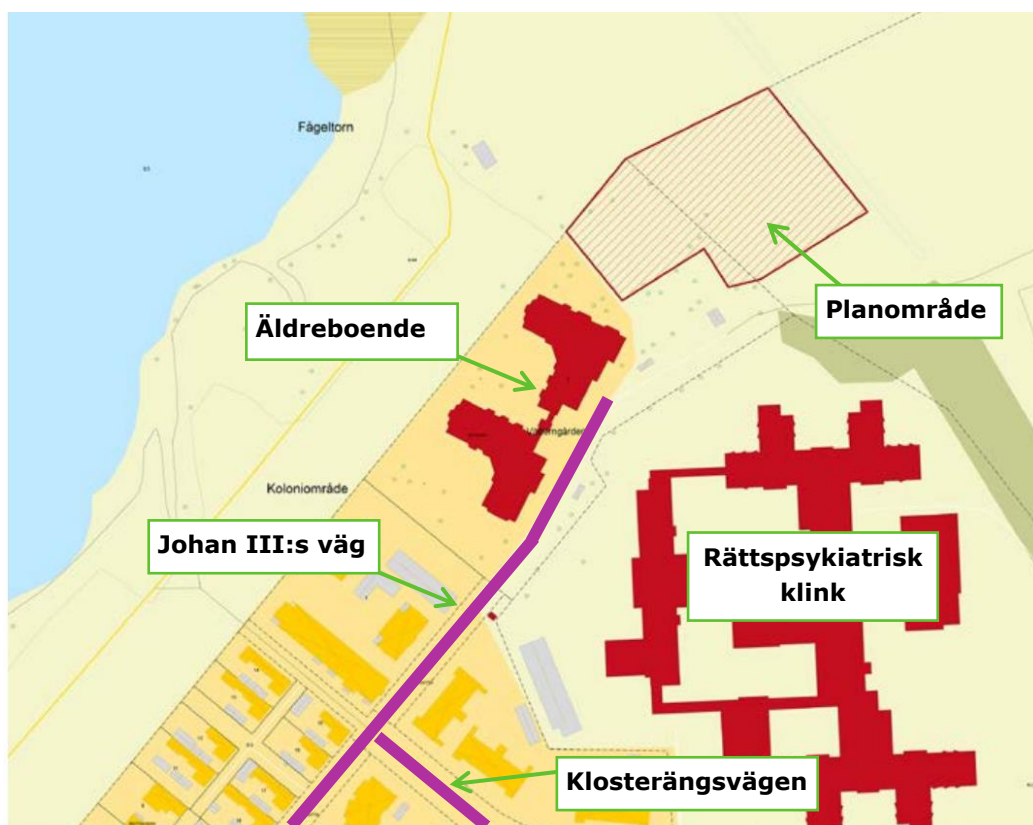 Fågeltorn
Planområde
Äldreboende
Koloniområde
Johan III:s väg
Rättspsykiatrisk
klink
Klosterängsvägen